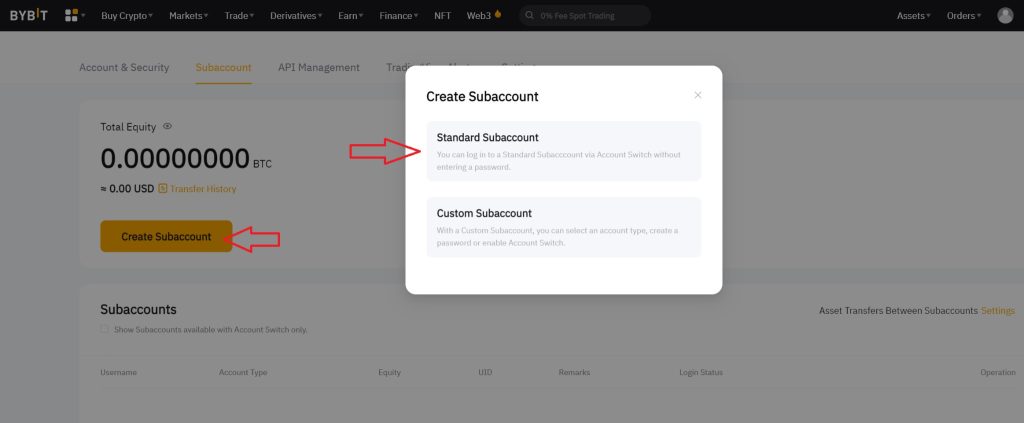 BYBIT
Buy Crypto Markets Trade Derivatives Earn Finance NFT Web3 0% Fee Spot Trading Assets Orders
Account & Security Subaccount API Management
Create Subaccount
Standard Subaccount
You can log in to a Standard Subacccount via Account Switch without
entering a password.
Custom Subaccount
With a Custom Subaccount, you can select an account type, create a
password or enable Account Switch.
Total Equity
0.00000000 BTC
≈ 0.00 USD Transfer History
Create Subaccount
Subaccounts
Asset Transfers Between Subaccounts Settings
Show Subaccounts available with Account Switch only.
Username Account Type Equity UID Remarks Login Status Operation